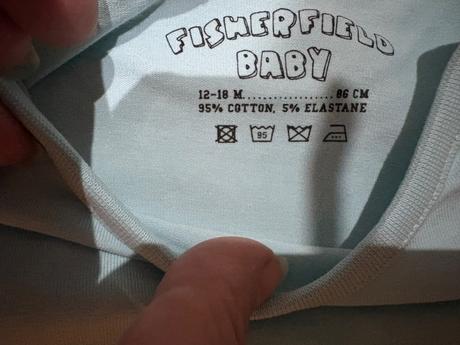 FISHERFIELD
BABY
12-18 M....................86 CM
95% COTTON, 5% ELASTANE
95